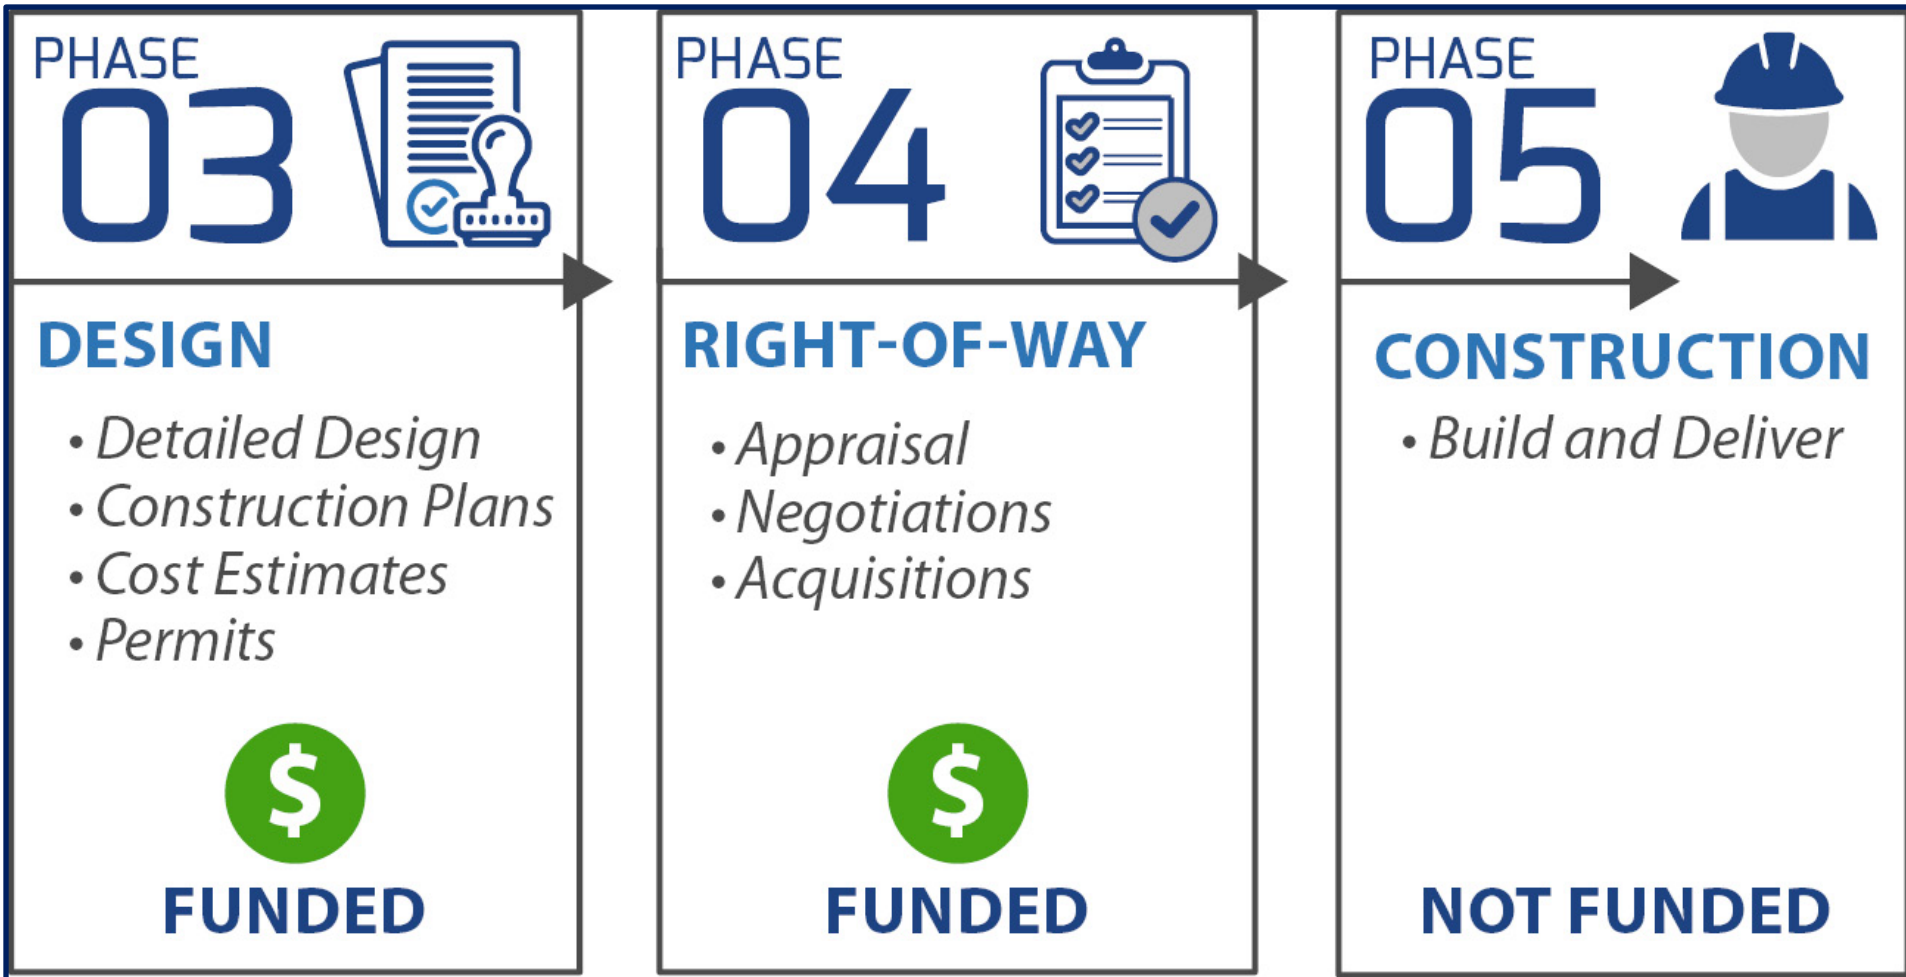 PHASE
03
DESIGN
• Detailed Design
• Construction Plans
• Cost Estimates
• Permits
$
FUNDED
PHASE
04
RIGHT-OF-WAY
• Appraisal
• Negotiations
• Acquisitions
$
FUNDED
PHASE
05
CONSTRUCTION
• Build and Deliver
NOT FUNDED